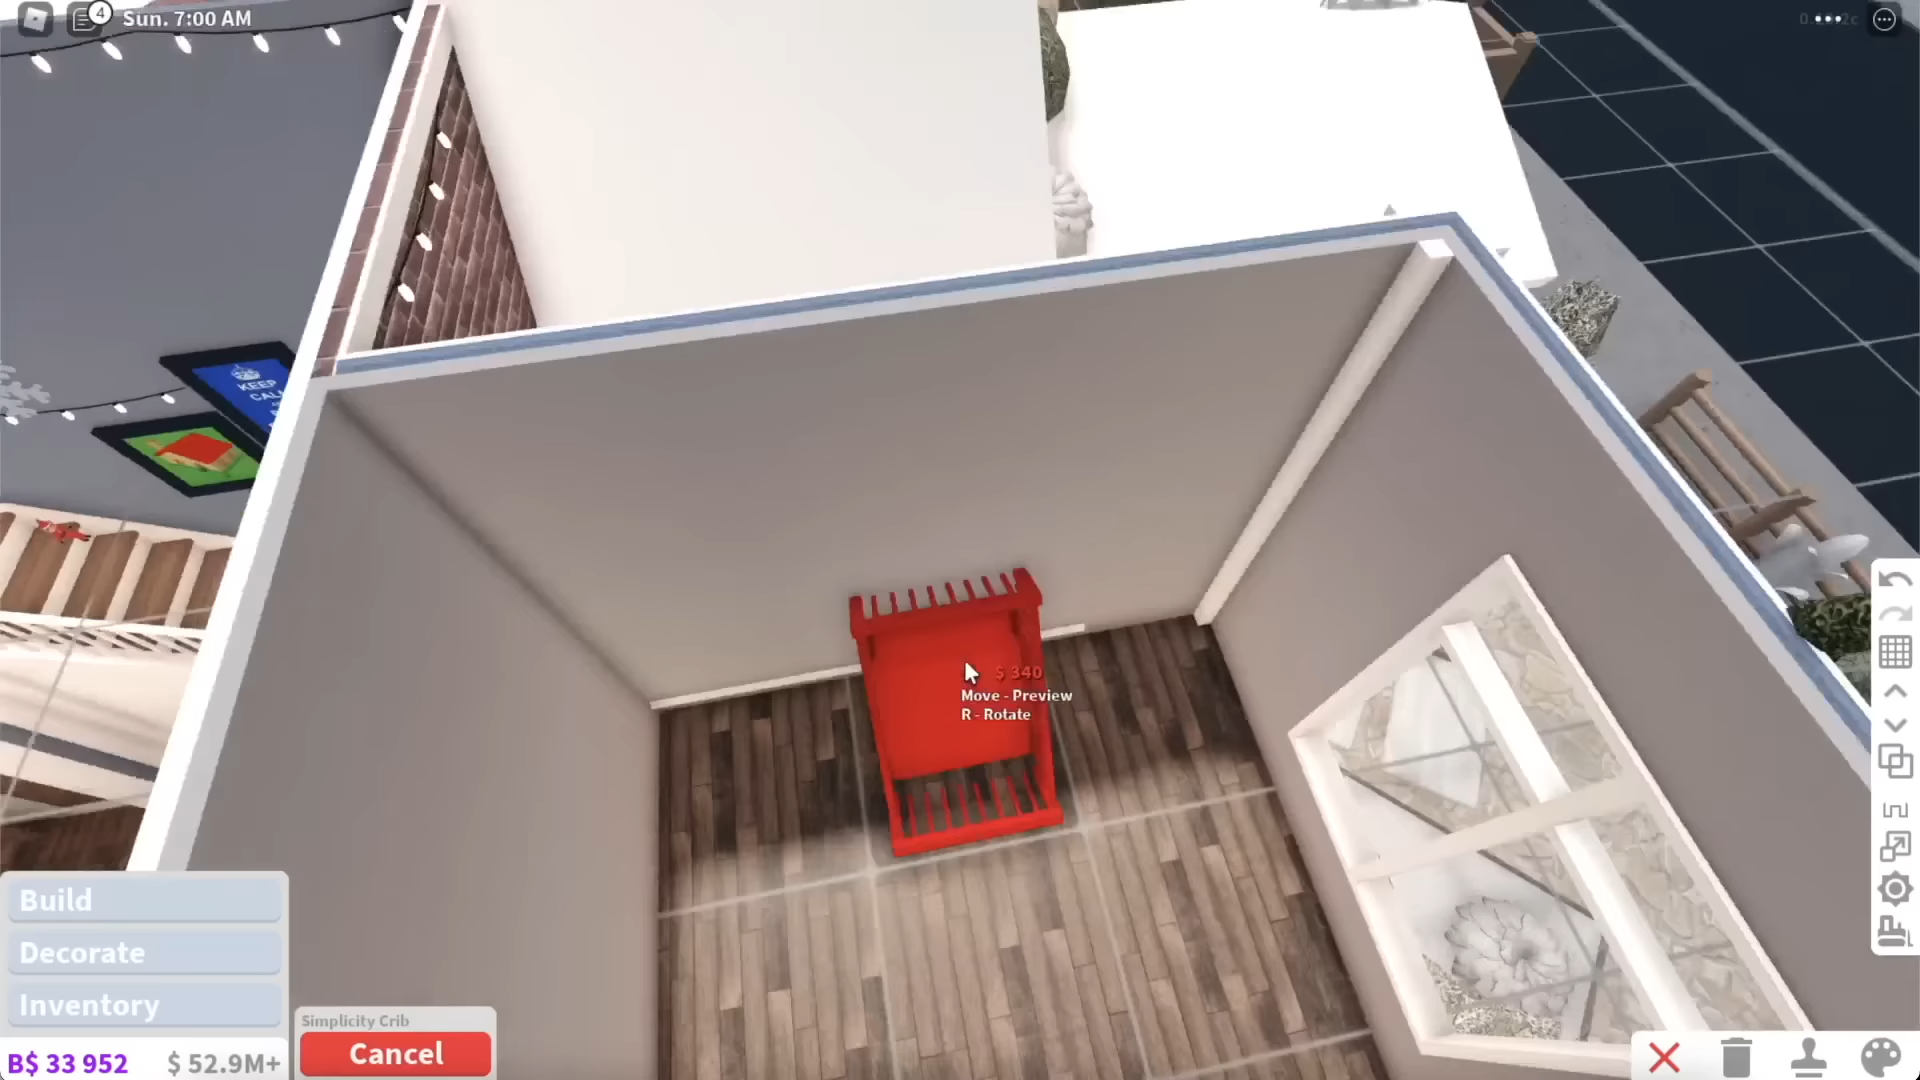 4
Sun. 7:00 AM
KEEP
$ 340
Move - Preview
R - Rotate
Build
Decorate
Inventory
Simplicity Crib
Cancel
B$ 33 952
$ 52.9M+